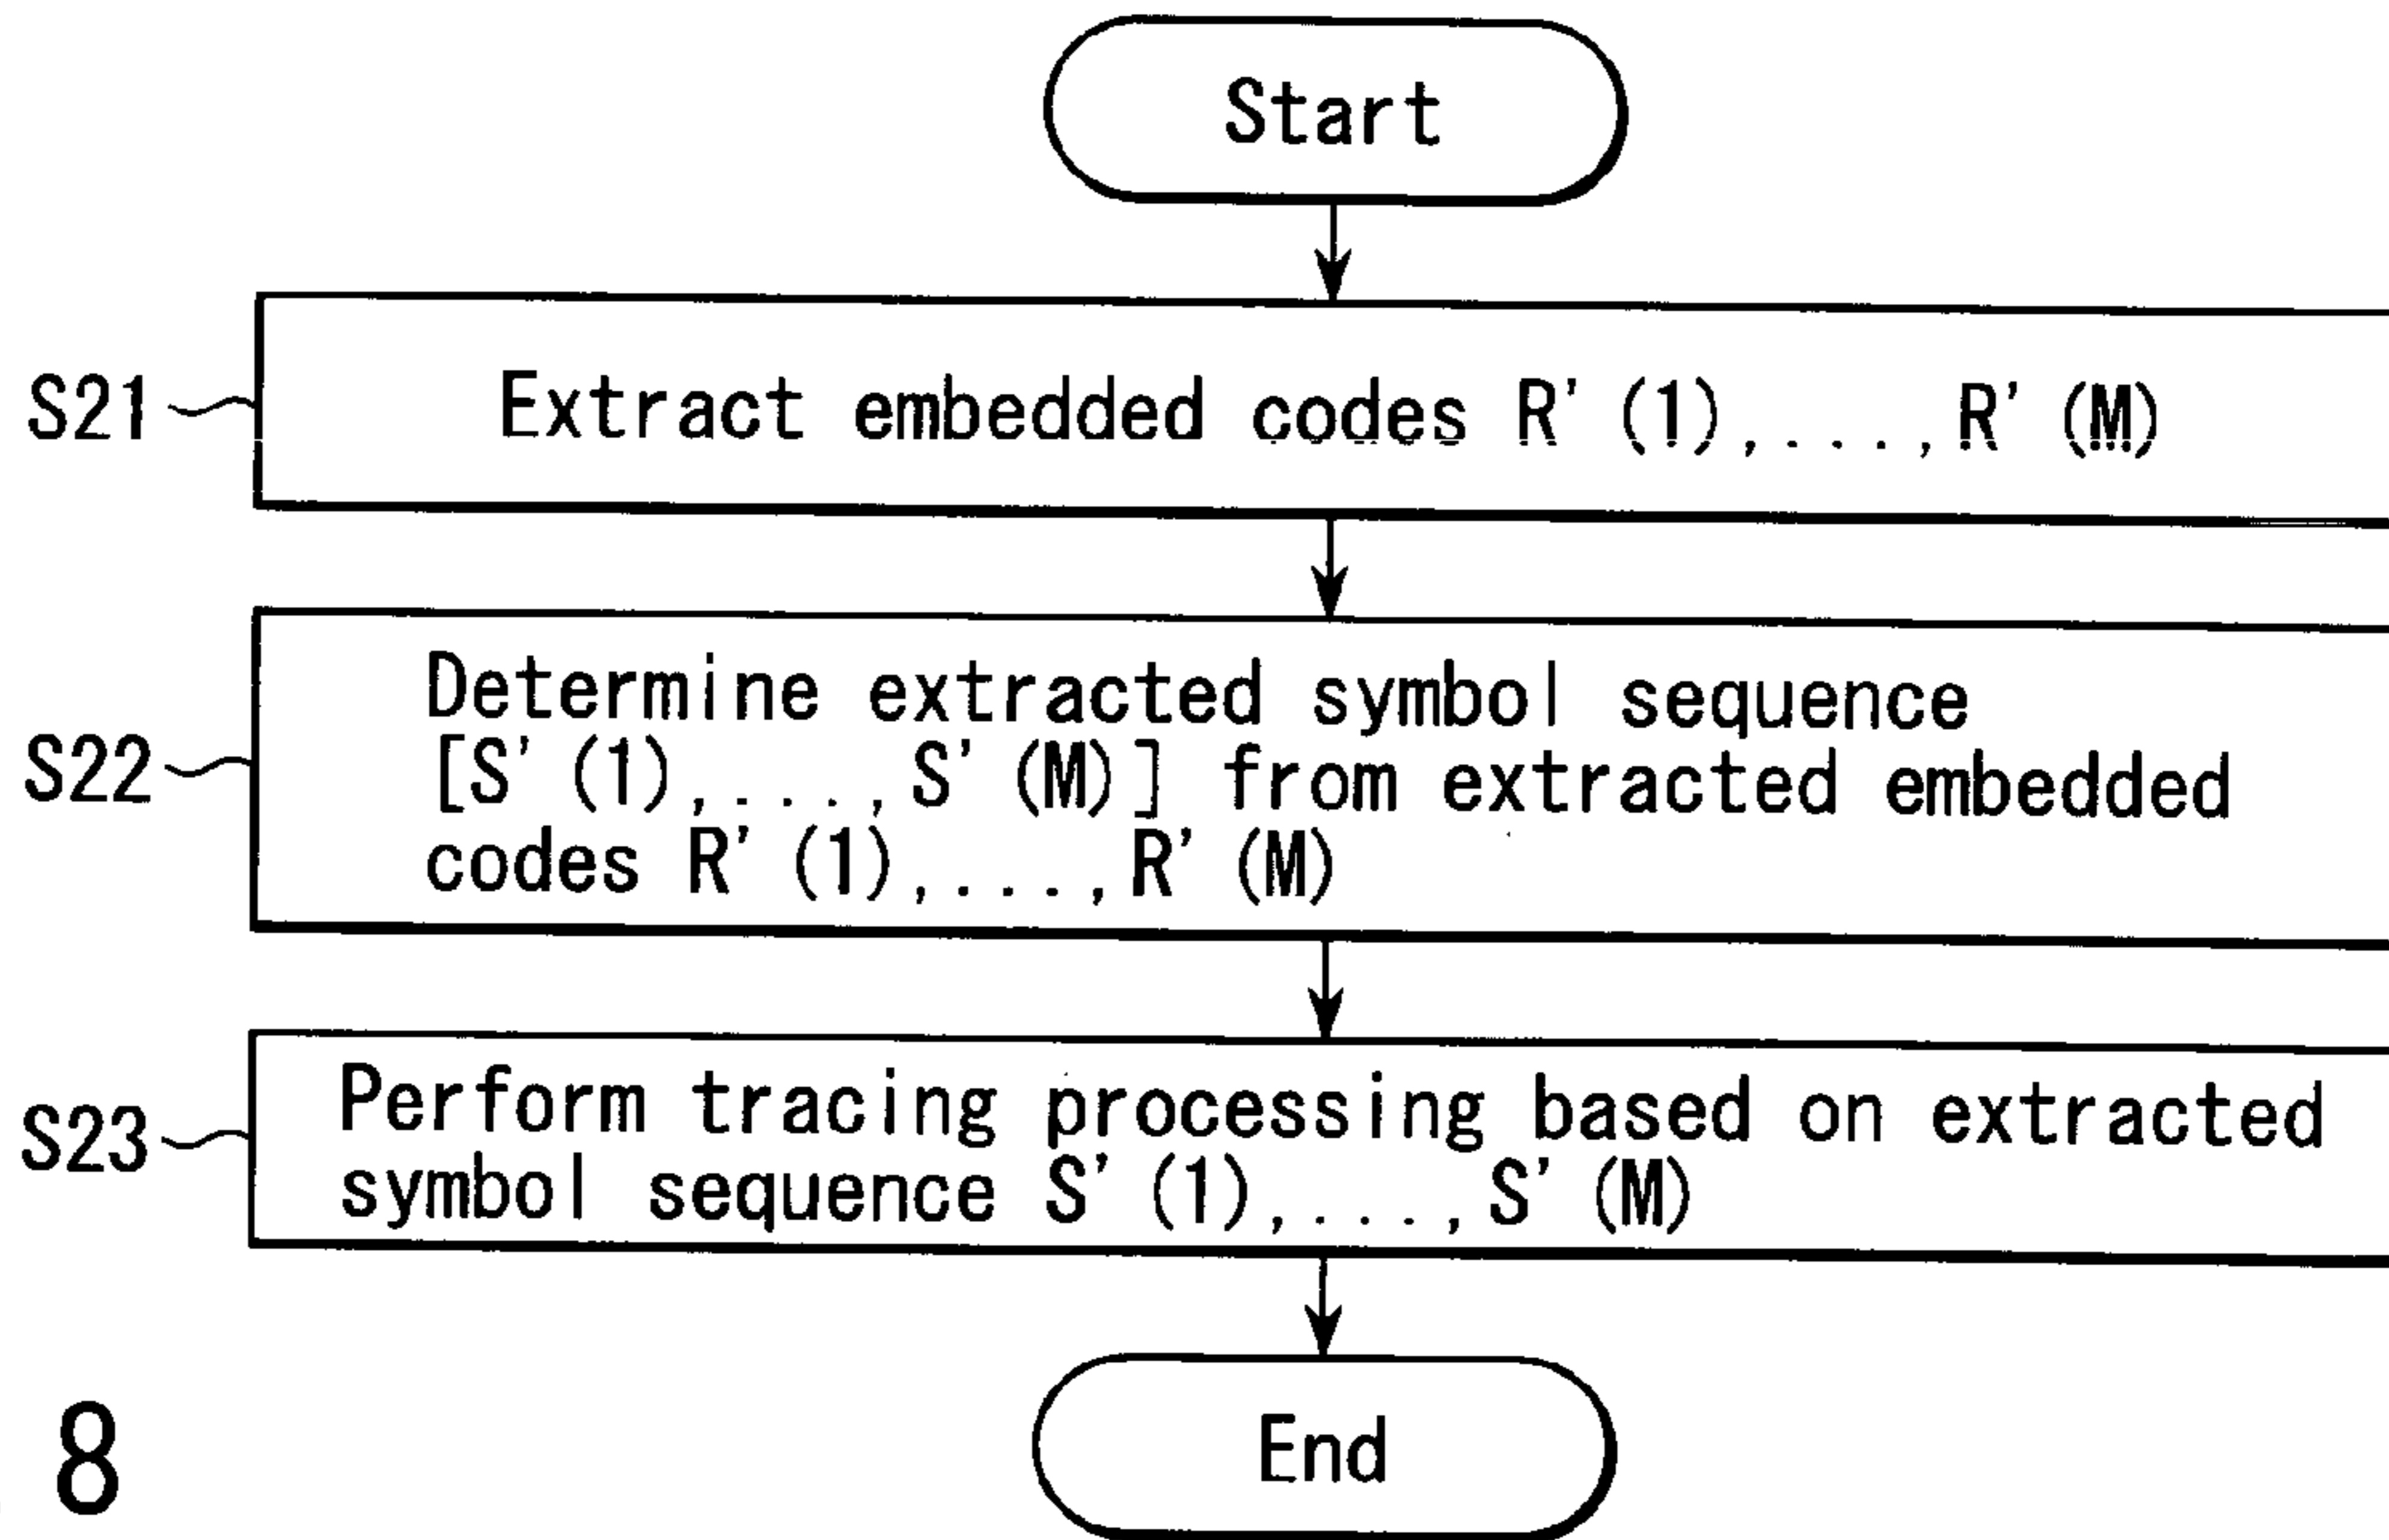 Start
S21
Extract embedded codes R' (1),...,R' (M)
S22
Determine extracted symbol sequence
[S' (1),...,S' (M)] from extracted embedded
codes R' (1),...,R' (M)
S23
Perform tracing processing based on extracted
symbol sequence S' (1),...,S' (M)
End
8